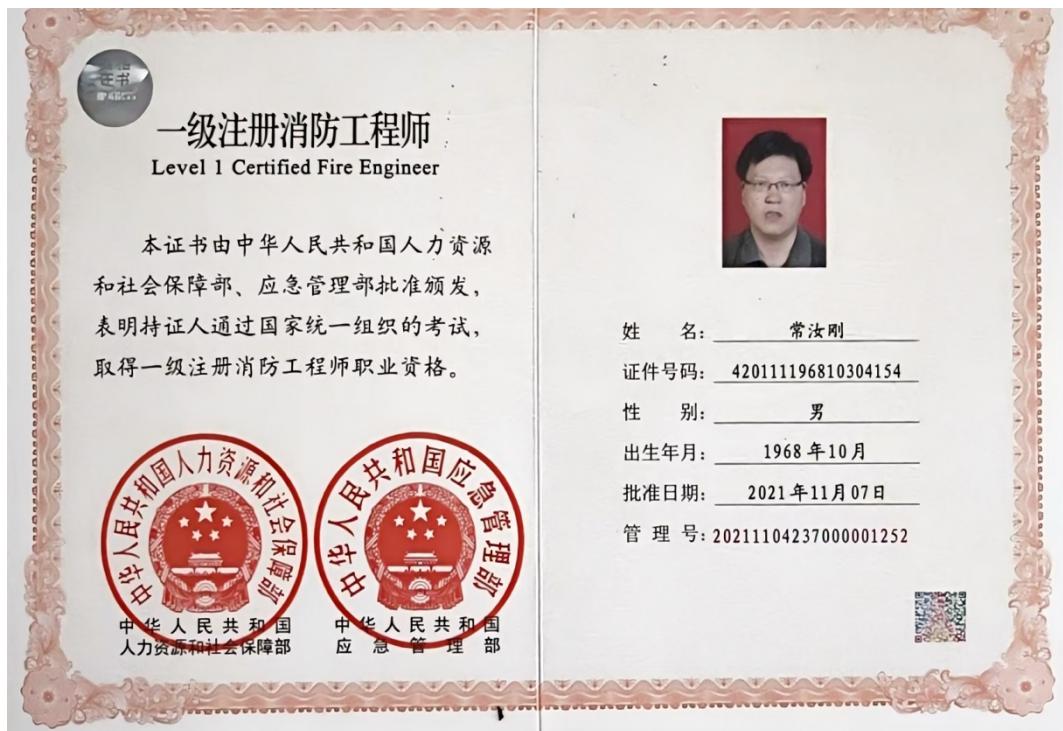 证书
一级注册消防工程师
Level 1 Certified Fire Engineer
本证书由中华人民共和国人力资源
和社会保障部、应急管理部批准颁发，
表明持证人通过国家统一组织的考试，
取得一级注册消防工程师职业资格。
中华人民共和国人力资源和社会保障部
中华人民共和国应急管理部
中华人民共和国
人力资源和社会保障部
中华人民共和国
应急管理部
姓名：常汝刚
证件号码：420111196810304154
性别：男
出生年月：1968年10月
批准日期：2021年11月07日
管理号：20211104237000001252